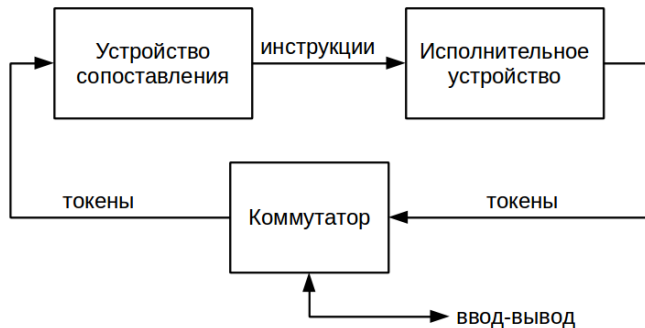 Устройство
сопоставления
инструкции
Исполнительное
устройство
токены
Коммутатор
токены
ввод-вывод